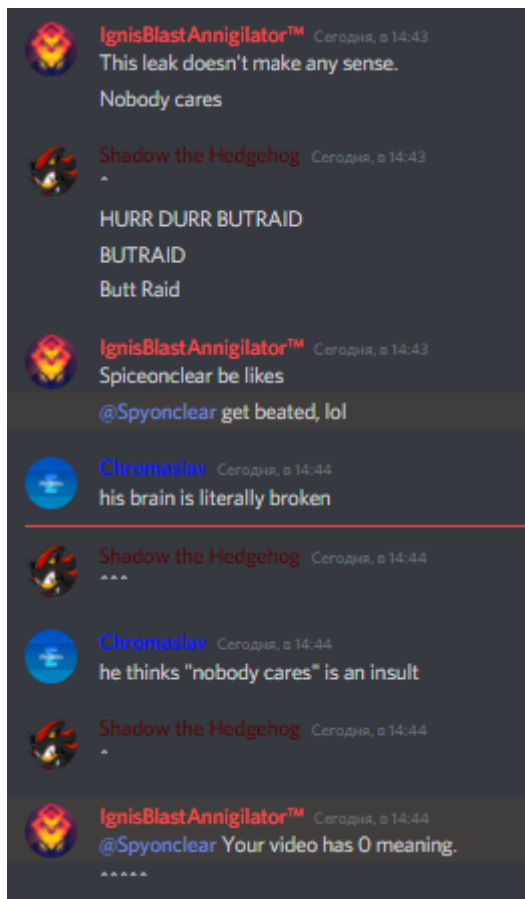 IgnisBlastAnnigilator™ Сегодня, в 14:43
This leak doesn't make any sense.
Nobody cares
Shadow the Hedgehog Сегодня, в 14:43
^
HURR DURR BUTRAID
BUTRAID
Butt Raid
IgnisBlastAnnigilator™ Сегодня, в 14:43
Spiceonclear be likes
@Spyonclear get beated, lol
Chromaslav Сегодня, в 14:44
his brain is literally broken
Shadow the Hedgehog Сегодня, в 14:44
^^^
Chromaslav Сегодня, в 14:44
he thinks "nobody cares" is an insult
Shadow the Hedgehog Сегодня, в 14:44
^
IgnisBlastAnnigilator™ Сегодня, в 14:44
@Spyonclear Your video has 0 meaning.
^^^^^